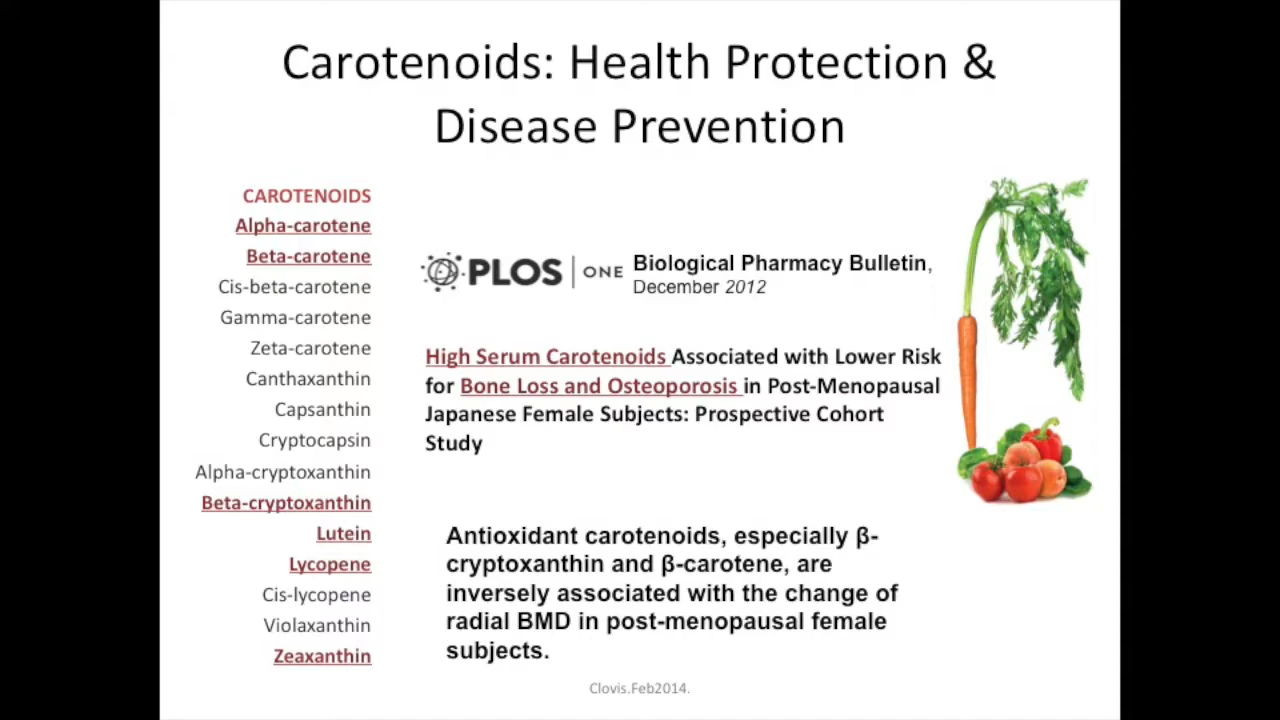 Carotenoids: Health Protection &
Disease Prevention
CAROTENOIDS
Alpha-carotene
Beta-carotene
Cis-beta-carotene
Gamma-carotene
Zeta-carotene
Canthaxanthin
Capsanthin
Cryptocapsin
Alpha-cryptoxanthin
Beta-cryptoxanthin
Lutein
Lycopene
Cis-lycopene
Violaxanthin
Zeaxanthin
PLOS | ONE
Biological Pharmacy Bulletin,
December 2012
High Serum Carotenoids Associated with Lower Risk
for Bone Loss and Osteoporosis in Post-Menopausal
Japanese Female Subjects: Prospective Cohort
Study
Antioxidant carotenoids, especially β-
cryptoxanthin and β-carotene, are
inversely associated with the change of
radial BMD in post-menopausal female
subjects.
Clovis.Feb2014.